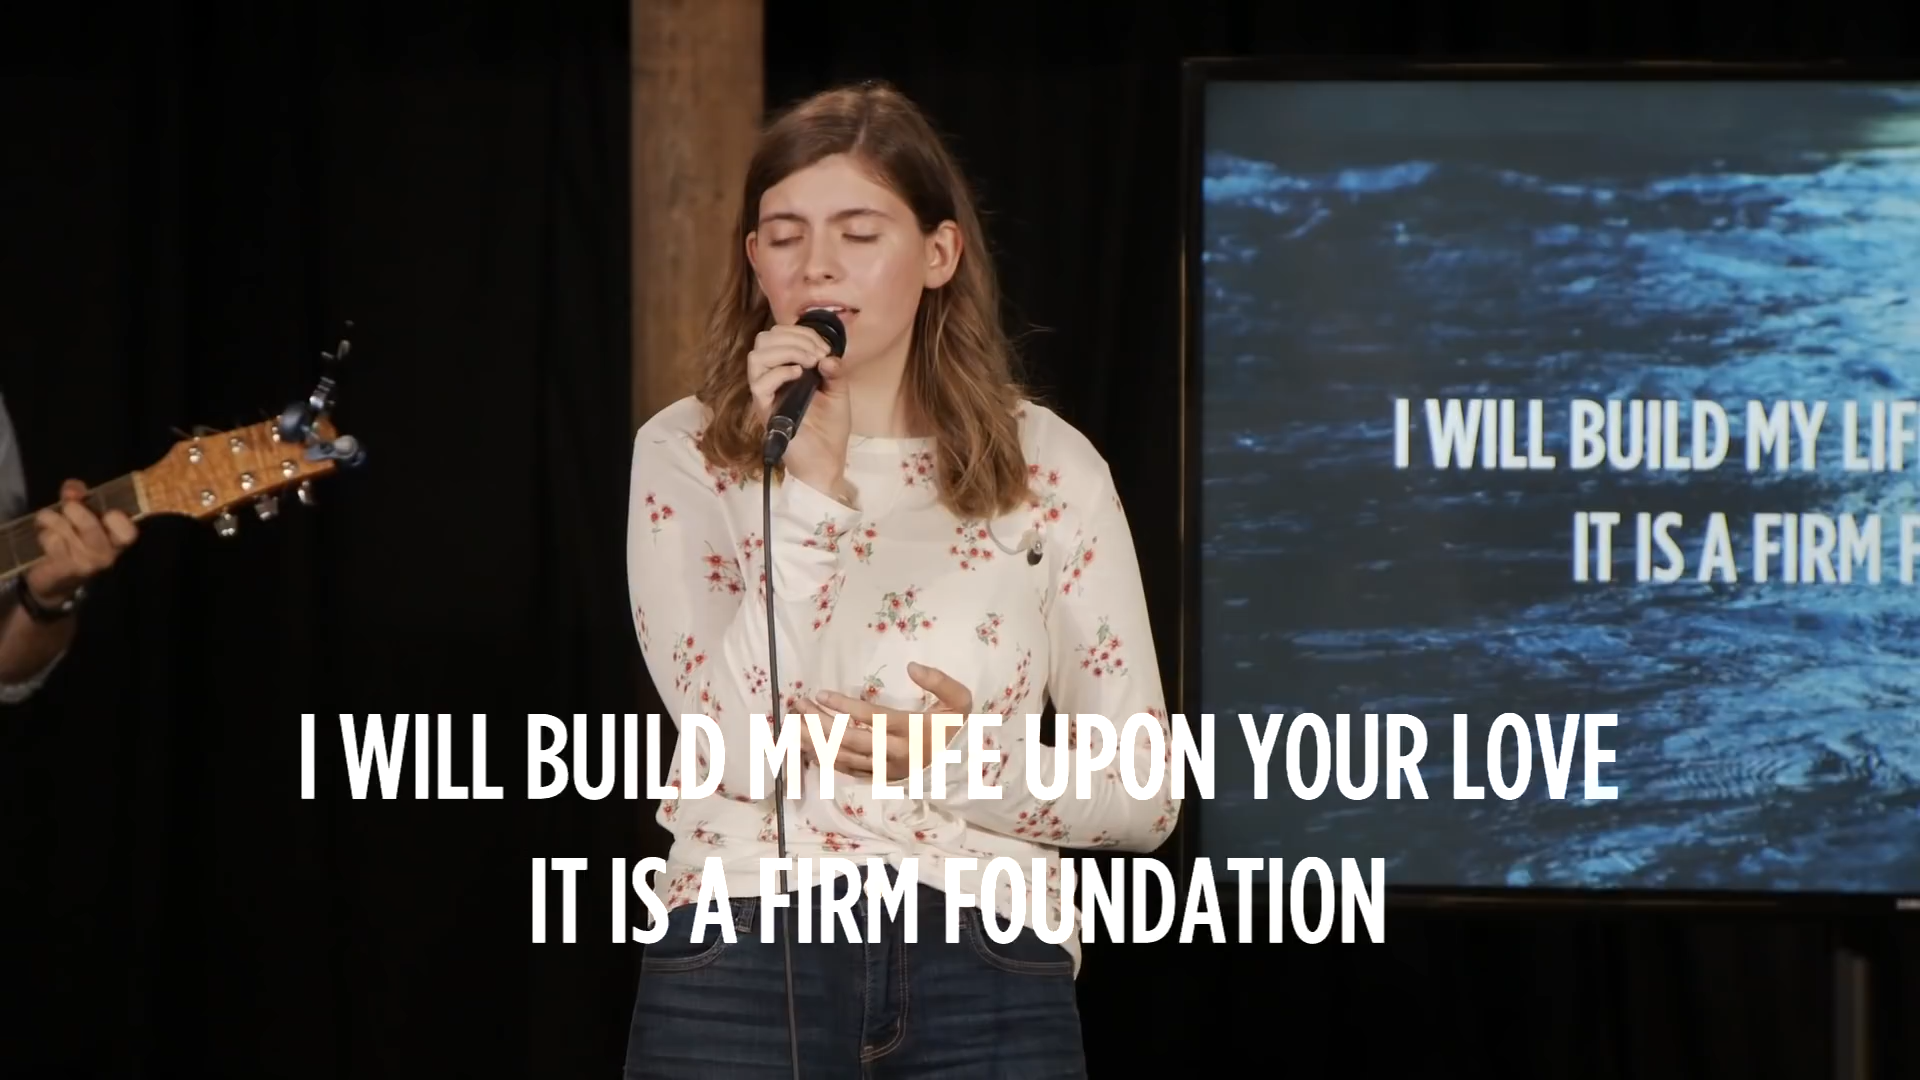 I WILL BUILD MY LIF
IT IS A FIRM F
I WILL BUILD MY LIFE UPON YOUR LOVE
IT IS A FIRM FOUNDATION